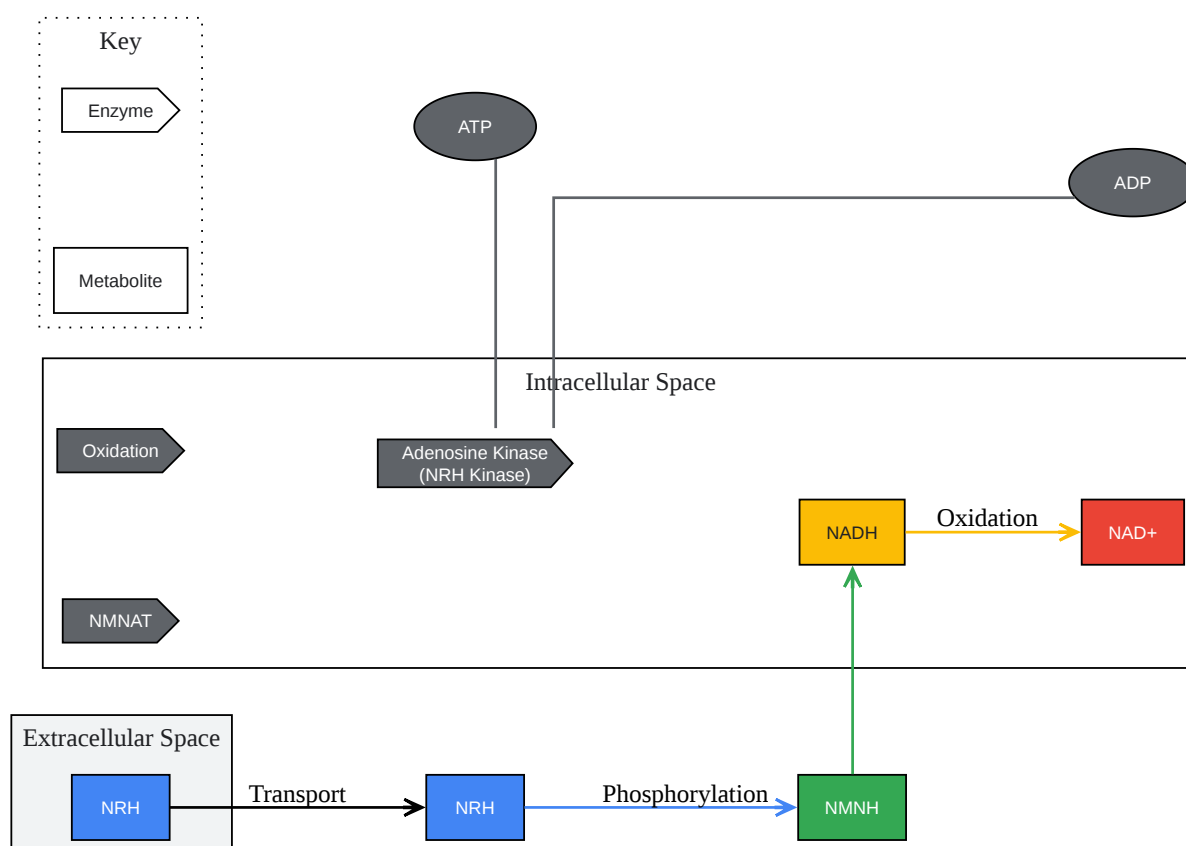 Key
Enzyme
ATP
ADP
Metabolite
Intracellular Space
Oxidation
Adenosine Kinase
(NRH Kinase)
NADH
Oxidation
NAD+
NMNAT
Extracellular Space
NRH
Transport
NRH
Phosphorylation
NMNH